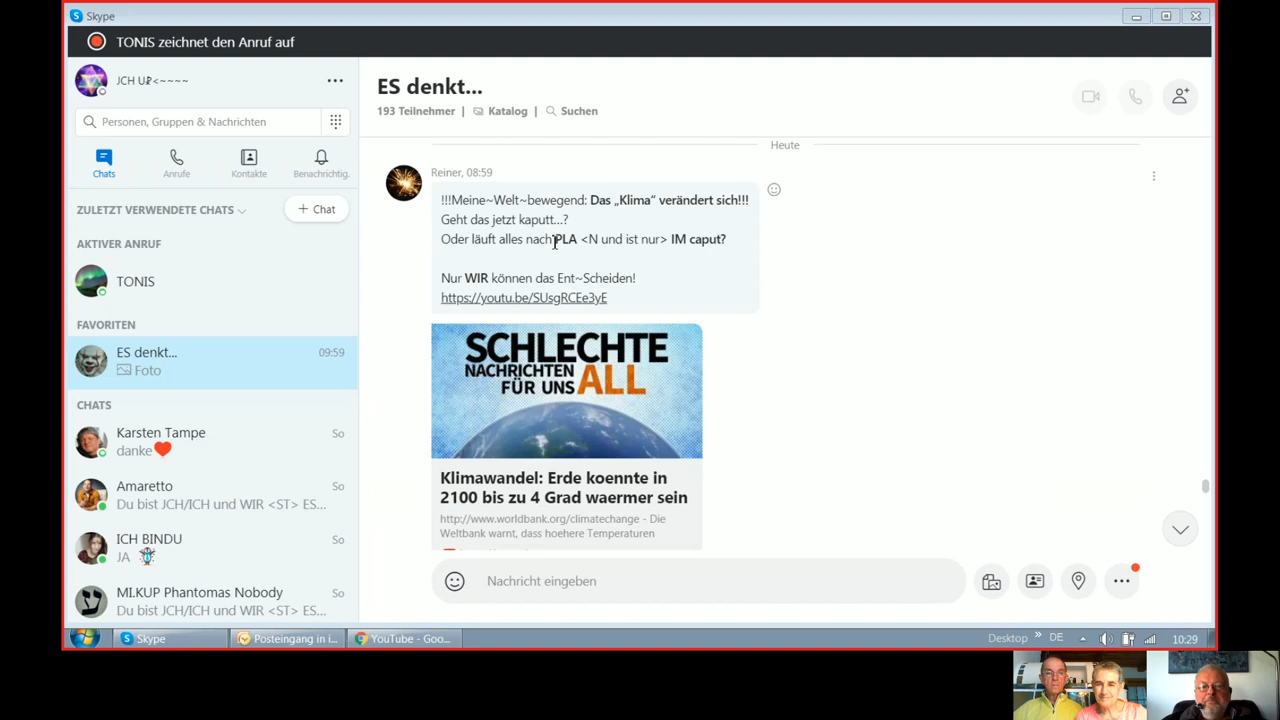 Skype
TONIS zeichnet den Anruf auf
Personen, Gruppen & Nachrichten
Chats
Anrufe
Kontakte
Benachrichtig.
ZULETZT VERWENDETE CHATS
+ Chat
AKTIVER ANRUF
TONIS
FAVORITEN
ES denkt...
09:59
Foto
CHATS
Karsten Tampe
So
danke
Amaretto
So
Du bist JCH/ICH und WIR <ST> ES...
ICH BINDU
So
JA
MI.KUP Phantomas Nobody
So
Du bist JCH/ICH und WIR <ST> ES...
ES denkt...
193 Teilnehmer | Katalog | Suchen
Heute
Reiner, 08:59
!!!Meine~Welt~bewegend: Das „Klima“ verändert sich!!!
Geht das jetzt kaputt...?
Oder läuft alles nach PLA <N und ist nur> IM caput?
Nur WIR können das Ent~Scheiden!
https://youtu.be/SUsgRCEe3yE
SCHLECHTE
NACHRICHTEN
FÜR UNS ALL
Klimawandel: Erde koennte in
2100 bis zu 4 Grad waermer sein
http://www.worldbank.org/climatechange - Die
Weltbank warnt, dass hoehere Temperaturen
Nachricht eingeben
Skype
Posteingang in i...
YouTube - Goo...
Desktop
»
DE
10:29